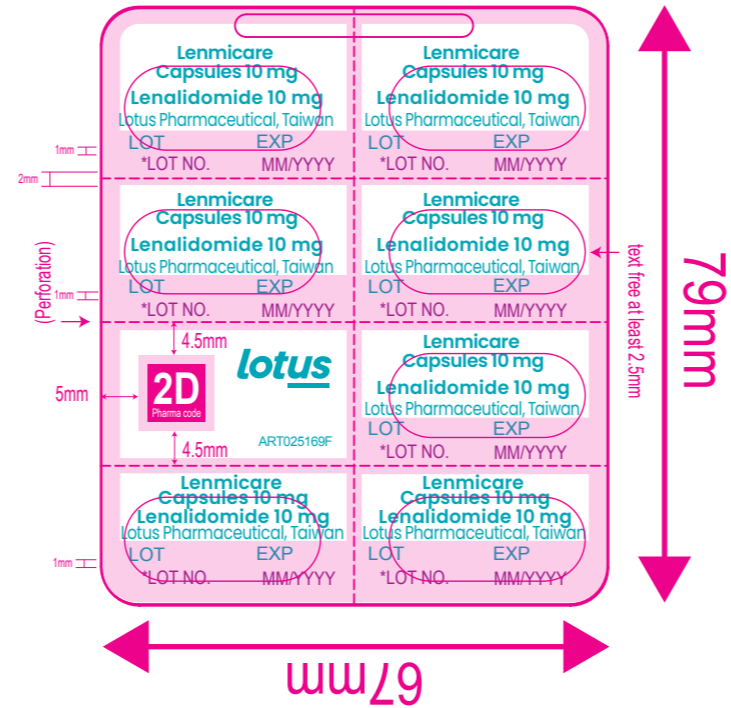 Lenmicare
Capsules 10 mg
Lenalidomide 10 mg
Lotus Pharmaceutical, Taiwan
LOT EXP
*LOT NO. MM/YYYY
Lenmicare
Capsules 10 mg
Lenalidomide 10 mg
Lotus Pharmaceutical, Taiwan
LOT EXP
*LOT NO. MM/YYYY
1mm
2mm
Lenmicare
Capsules 10 mg
Lenalidomide 10 mg
Lotus Pharmaceutical, Taiwan
LOT EXP
*LOT NO. MM/YYYY
Lenmicare
Capsules 10 mg
Lenalidomide 10 mg
Lotus Pharmaceutical, Taiwan
LOT EXP
*LOT NO. MM/YYYY
1mm
(Perforation)
text free at least 2.5mm
79mm
4.5mm
5mm
2D
Pharma code
4.5mm
lotus
ART025169F
Lenmicare
Capsules 10 mg
Lenalidomide 10 mg
Lotus Pharmaceutical, Taiwan
LOT EXP
*LOT NO. MM/YYYY
Lenmicare
Capsules 10 mg
Lenalidomide 10 mg
Lotus Pharmaceutical, Taiwan
LOT EXP
*LOT NO. MM/YYYY
Lenmicare
Capsules 10 mg
Lenalidomide 10 mg
Lotus Pharmaceutical, Taiwan
LOT EXP
*LOT NO. MM/YYYY
1mm
67mm